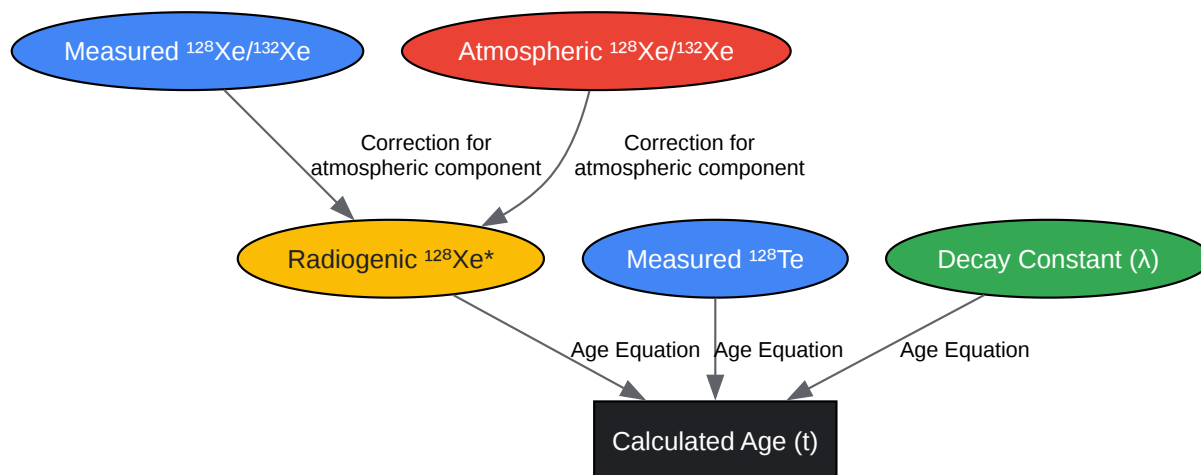 Measured ¹²⁸Xe/¹³²Xe
Atmospheric ¹²⁸Xe/¹³²Xe
Correction for
atmospheric component
Correction for
atmospheric component
Radiogenic ¹²⁸Xe*
Measured ¹²⁸Te
Decay Constant (λ)
Age Equation
Age Equation
Age Equation
Calculated Age (t)